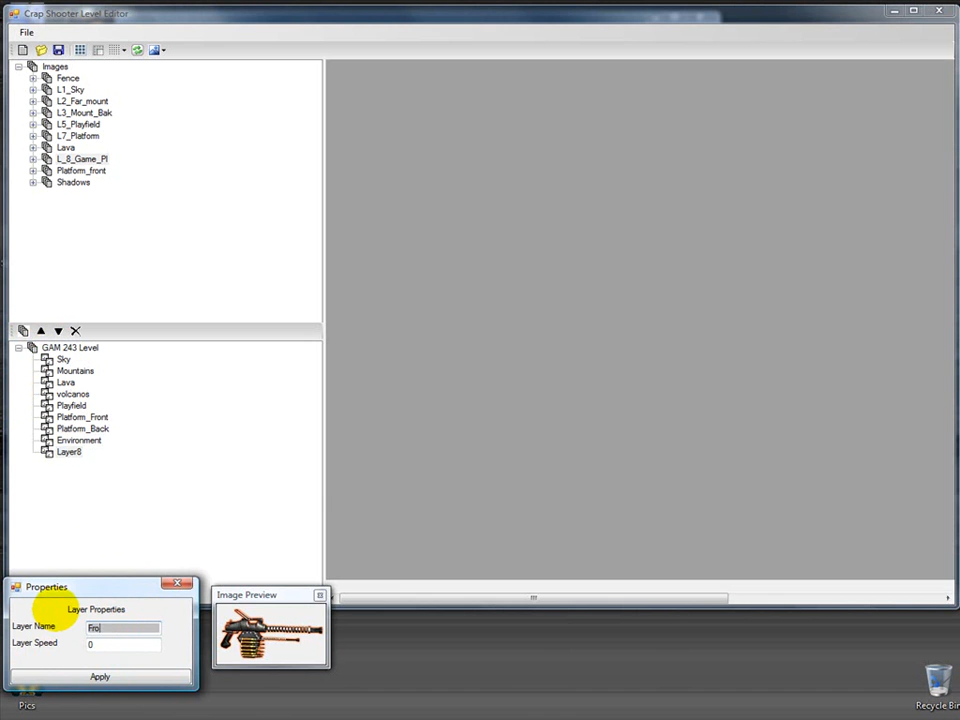 Crap Shooter Level Editor
File
Images
Fence
L1_Sky
L2_Far_mount
L3_Mount_Bak
L5_Playfield
L7_Platform
Lava
L_8_Game_Pl
Platform_front
Shadows
GAM 243 Level
Sky
Mountains
Lava
volcanos
Playfield
Platform_Front
Platform_Back
Environment
Layer8
Properties
Layer Properties
Layer Name Fro
Layer Speed 0
Apply
Image Preview
Pics
Recycle Bin